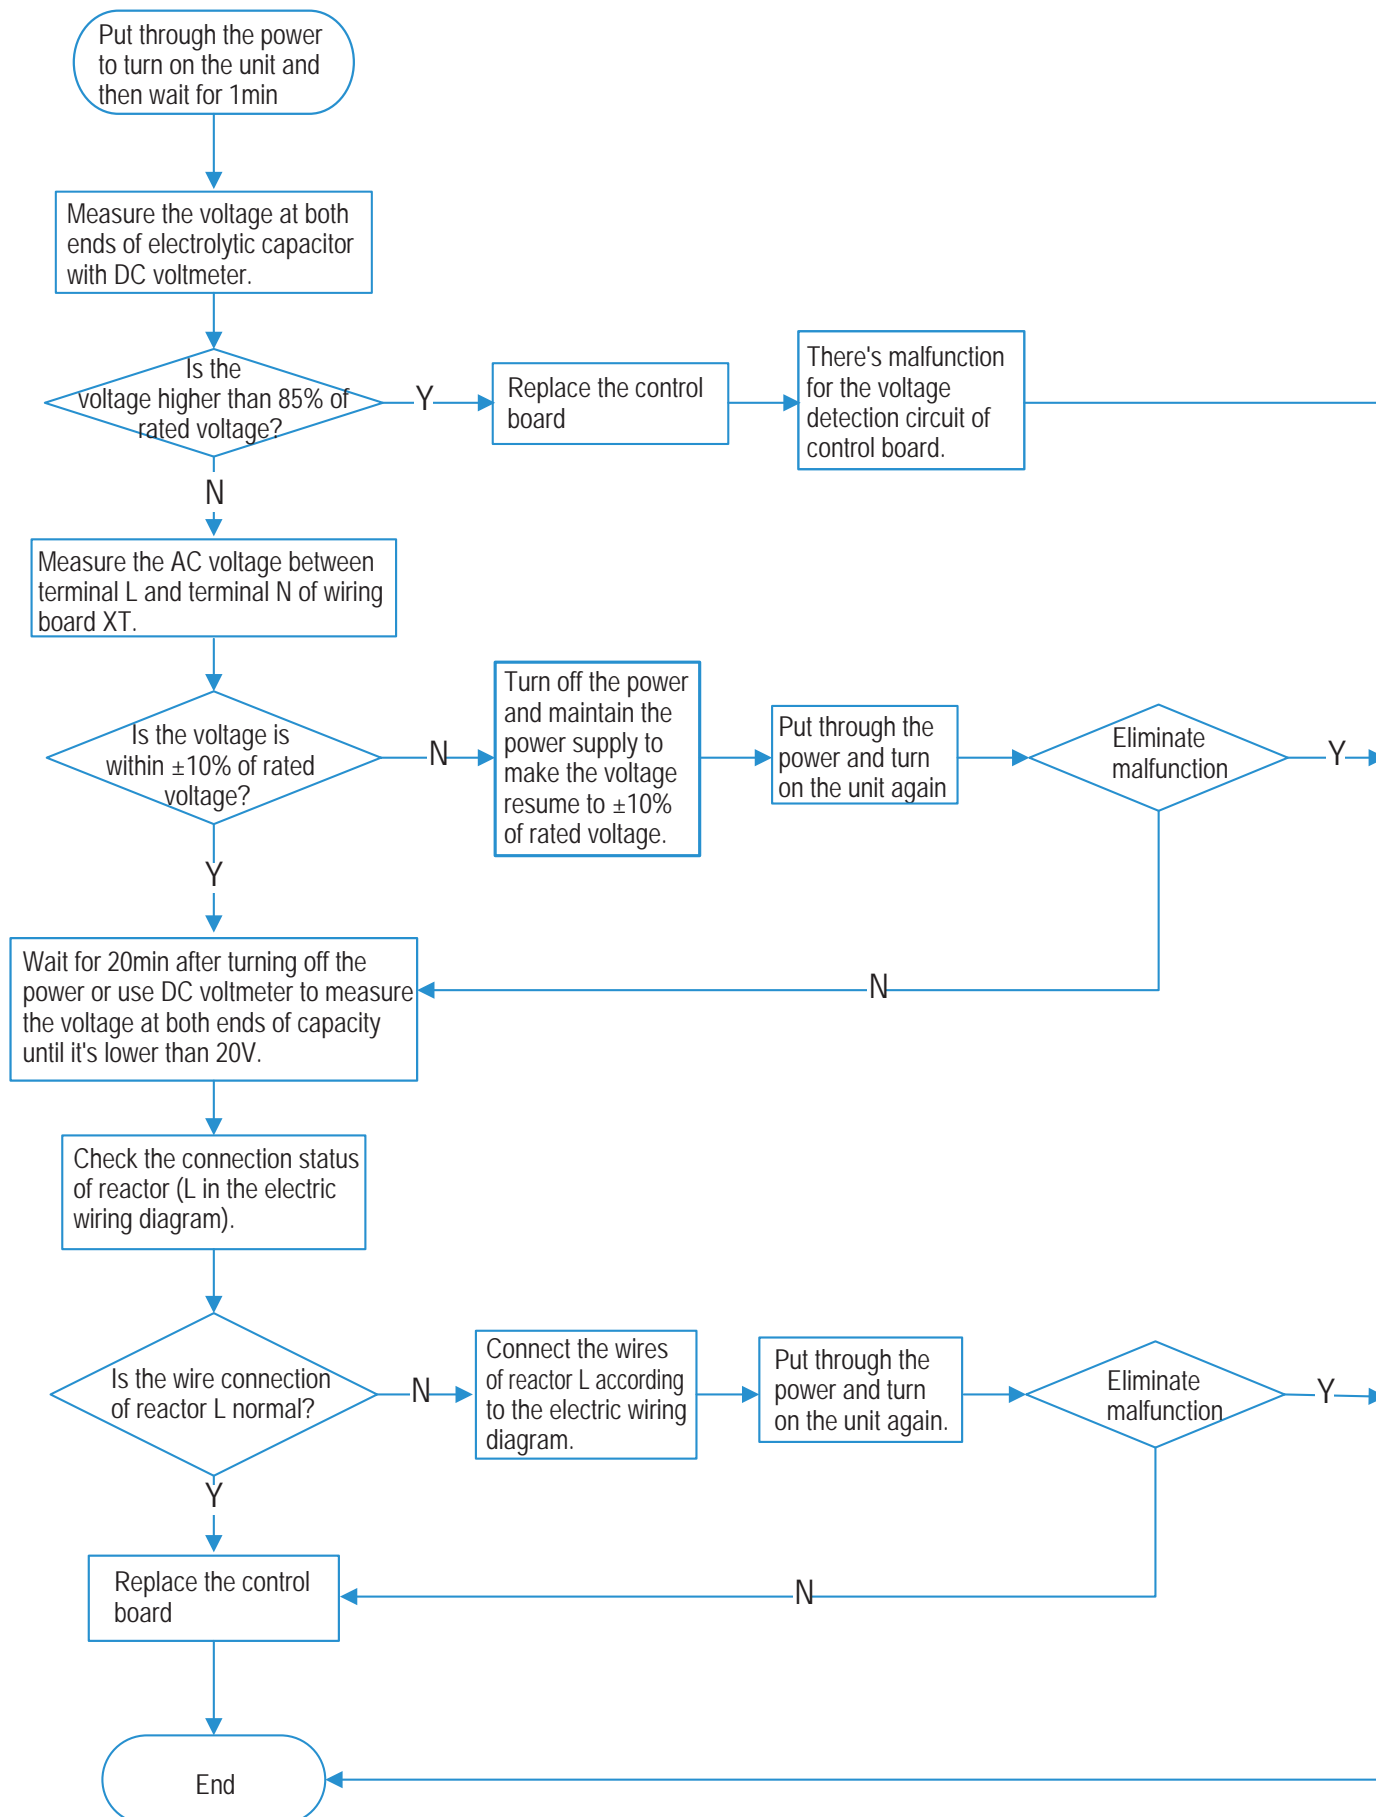 Put through the power
to turn on the unit and
then wait for 1min
Measure the voltage at both
ends of electrolytic capacitor
with DC voltmeter.
Is the
voltage higher than 85% of
rated voltage?
Y
Replace the control
board
There's malfunction
for the voltage
detection circuit of
control board.
N
Measure the AC voltage between
terminal L and terminal N of wiring
board XT.
Is the voltage is
within ±10% of rated
voltage?
N
Turn off the power
and maintain the
power supply to
make the voltage
resume to ±10%
of rated voltage.
Put through the
power and turn
on the unit again
Eliminate
malfunction
Y
Y
N
Wait for 20min after turning off the
power or use DC voltmeter to measure
the voltage at both ends of capacity
until it's lower than 20V.
Check the connection status
of reactor (L in the electric
wiring diagram).
Is the wire connection
of reactor L normal?
N
Connect the wires
of reactor L according
to the electric wiring
diagram.
Put through the
power and turn
on the unit again.
Eliminate
malfunction
Y
Y
N
Replace the control
board
End